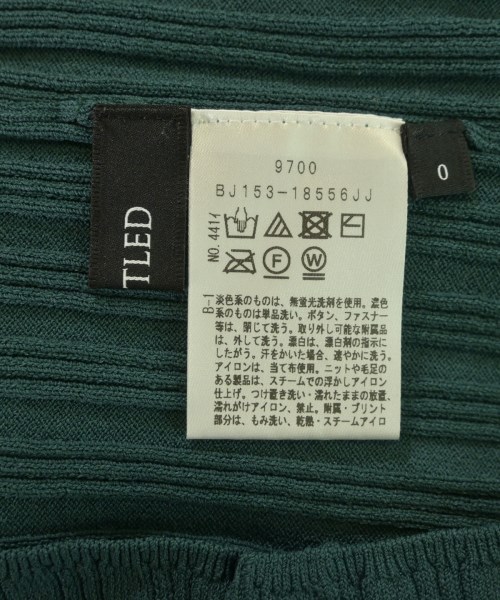 TLED
0
9700
BJ153-18556JJ
NO.441イ
F W
B-1
淡色系のものは、無蛍光洗剤を使用。濃色
系のものは単品洗い。ボタン、ファスナー
等は、閉じて洗う。取り外し可能な附属品
は、外して洗う。漂白は、漂白剤の指示に
したがう。汗をかいた場合、速やかに洗う。
アイロンは、当て布使用。ニットや毛足の
ある製品は、スチームでの浮かしアイロン
仕上げ。つけ置き洗い・濡れたままの放置、
濡れがけアイロン、禁止。附属・プリント
部分は、もみ洗い、乾熱・スチームアイロ